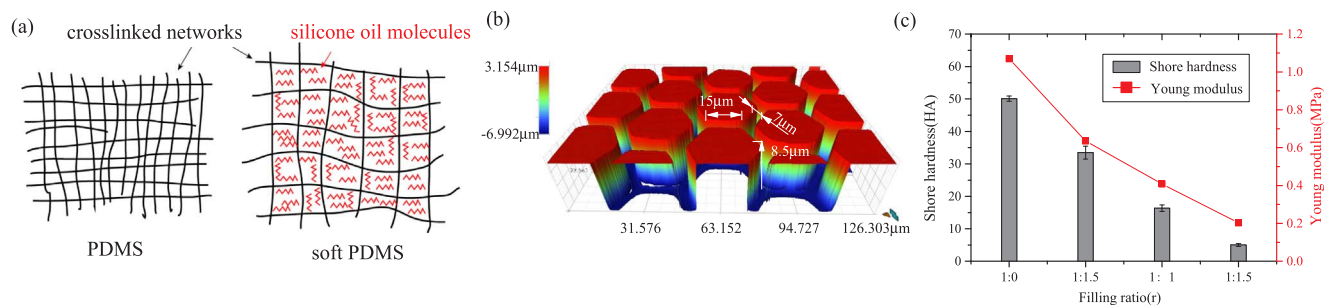 (a)
crosslinked networks
silicone oil molecules
PDMS
soft PDMS
(b)
3.154μm
-6.992μm
15μm
7μm
8.5μm
31.576
63.152
94.727
126.303μm
(c)
Shore hardness(HA)
70
60
50
40
30
20
10
0
Shore hardness
Young modulus
1.2
1.0
0.8
0.6
0.4
0.2
0.0
Young modulus(MPa)
1:0
1:1.5
1: 1
1:1.5
Filling ratio(r)